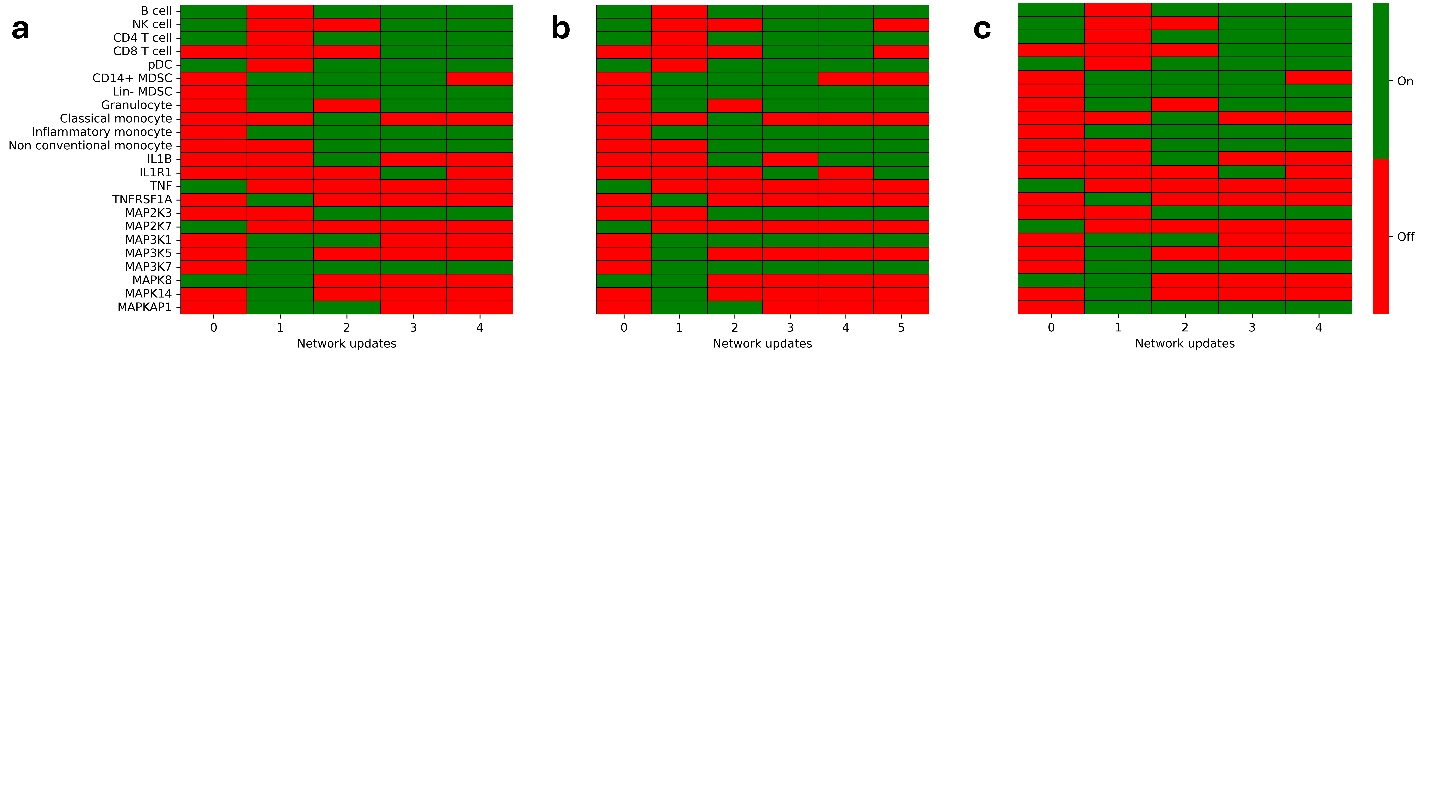 a
B cell
NK cell
CD4 T cell
CD8 T cell
pDC
CD14+ MDSC
Lin- MDSC
Granulocyte
Classical monocyte
Inflammatory monocyte
Non conventional monocyte
IL1B
IL1R1
TNF
TNFRSF1A
MAP2K3
MAP2K7
MAP3K1
MAP3K5
MAP3K7
MAPK8
MAPK14
MAPKAP1
0 1 2 3 4
Network updates
b
0 1 2 3 4 5
Network updates
c
0 1 2 3 4
Network updates
On
Off